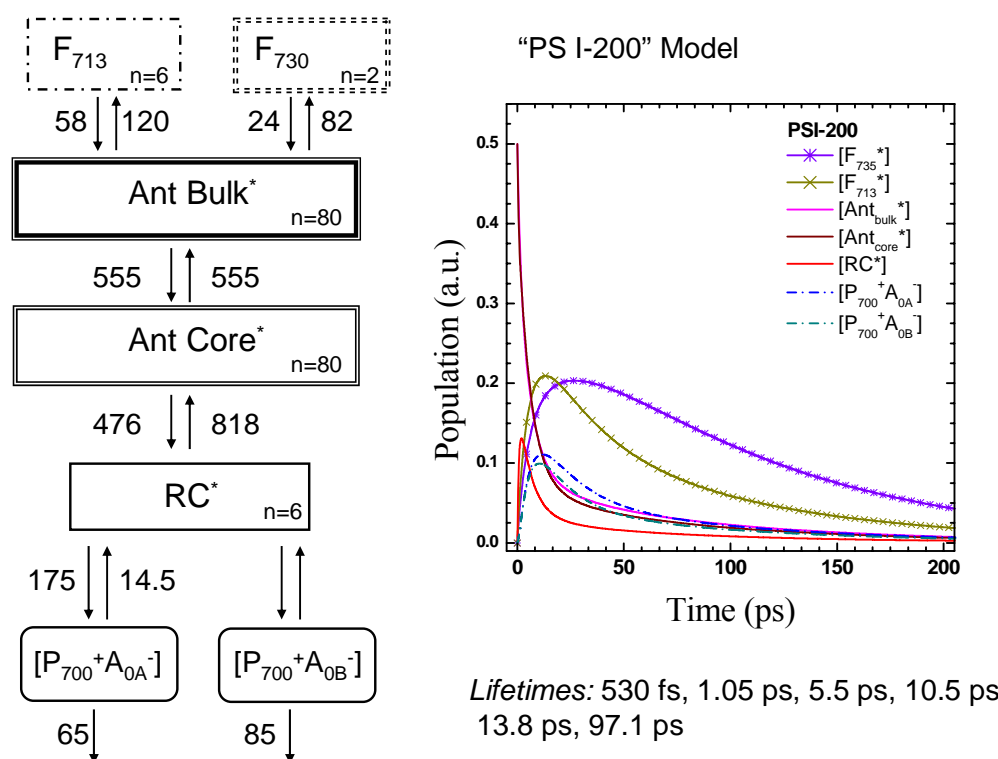 F713
n=6
F730
n=2
58
120
24
82
Ant Bulk*
n=80
555
555
Ant Core*
n=80
476
818
RC*
n=6
175
14.5
[P700+A0A-]
[P700+A0B-]
65
85
“PS I-200” Model
PSI-200
[F735*]
[F713*]
[Antbulk*]
[Antcore*]
[RC*]
[P700+A0A-]
[P700+A0B-]
Population (a.u.)
0.5
0.4
0.3
0.2
0.1
0.0
0
50
100
150
200
Time (ps)
Lifetimes: 530 fs, 1.05 ps, 5.5 ps, 10.5 ps
13.8 ps, 97.1 ps